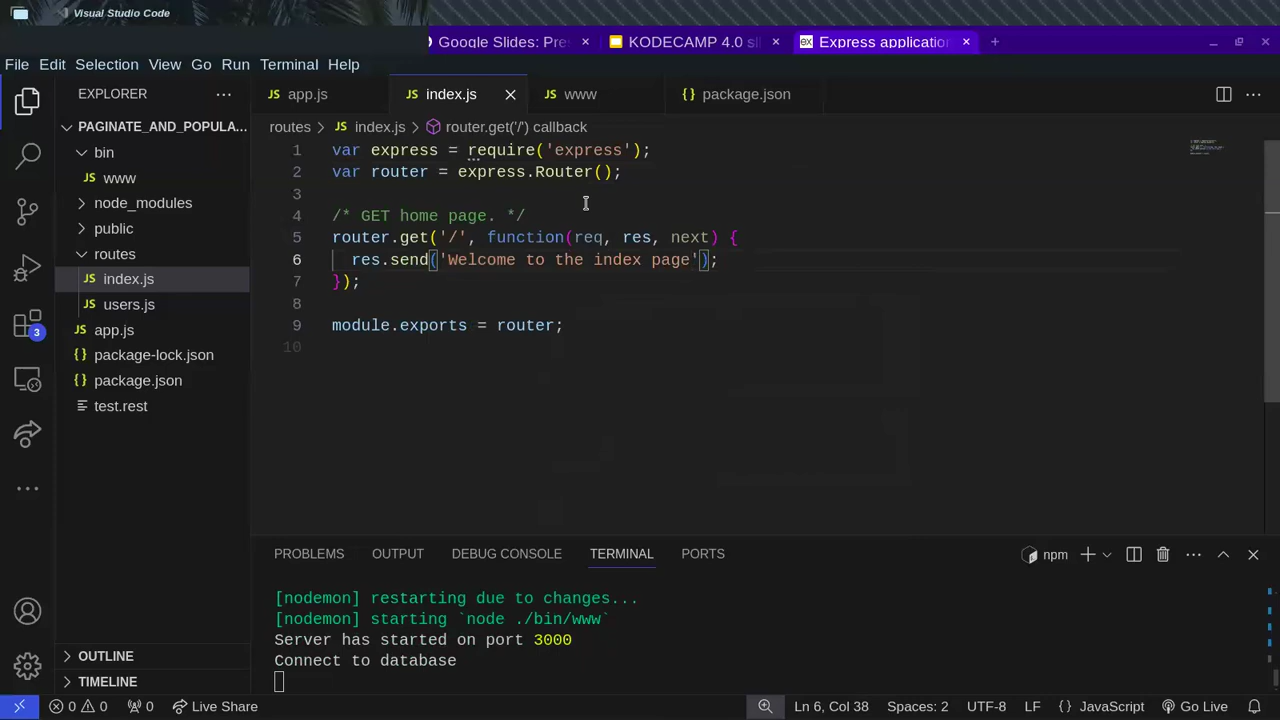 Visual Studio Code
Google Slides: Pre
KODECAMP 4.0 sl
Express application
File Edit Selection View Go Run Terminal Help
EXPLORER
app.js
index.js
www
package.json
PAGINATE_AND_POPULA...
routes > index.js > router.get('/') callback
bin
www
node_modules
public
routes
index.js
users.js
app.js
package-lock.json
package.json
test.rest
3
1 var express = require('express');
2 var router = express.Router();
3
4 /* GET home page. */
5 router.get('/', function(req, res, next) {
6 res.send('Welcome to the index page');
7 });
8
9 module.exports = router;
10
PROBLEMS OUTPUT DEBUG CONSOLE TERMINAL PORTS
npm
[nodemon] restarting due to changes...
[nodemon] starting `node ./bin/www`
Server has started on port 3000
Connect to database
OUTLINE
TIMELINE
0 0 0 Live Share
Ln 6, Col 38 Spaces: 2 UTF-8 LF {} JavaScript Go Live